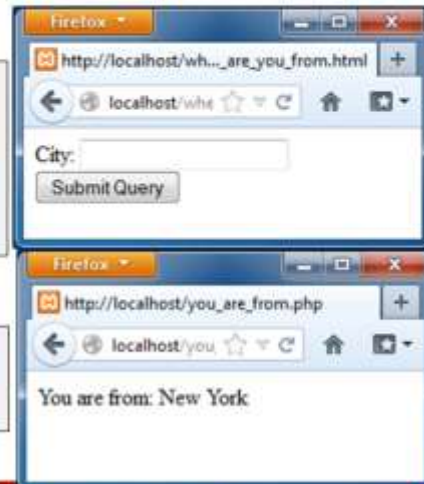 Firefox
http://localhost/wh..._are_you_from.html
localhost/whe
City:
Submit Query
Firefox
http://localhost/you_are_from.php
localhost/you_
You are from: New York